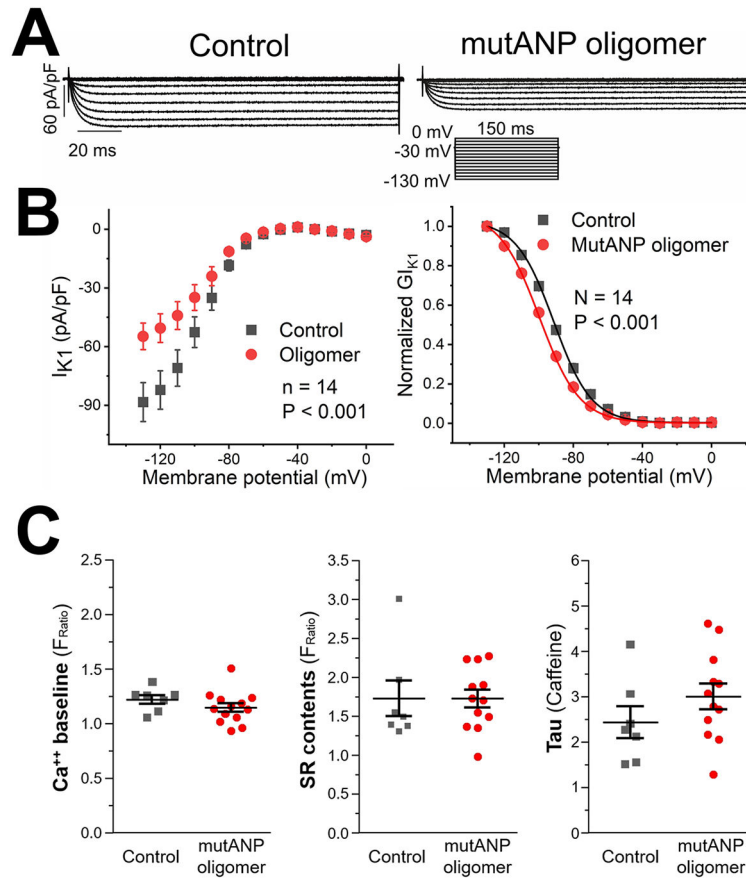 A
Control
mutANP oligomer
60 pA/pF
20 ms
0 mV
150 ms
-30 mV
-130 mV
B
0
-30
-60
-90
I_K1 (pA/pF)
Control
Oligomer
n = 14
P < 0.001
-120
-80
-40
0
Membrane potential (mV)
1.0
0.8
0.6
0.4
0.2
0.0
Normalized GI_K1
Control
MutANP oligomer
N = 14
P < 0.001
-120
-80
-40
0
Membrane potential (mV)
C
2.5
2.0
1.5
1.0
0.5
0.0
Ca⁺⁺ baseline (F_Ratio)
Control
mutANP
oligomer
3.5
3.0
2.5
2.0
1.5
1.0
0.5
0.0
SR contents (F_Ratio)
Control
mutANP
oligomer
6
5
4
3
2
1
0
Tau (Caffeine)
Control
mutANP
oligomer